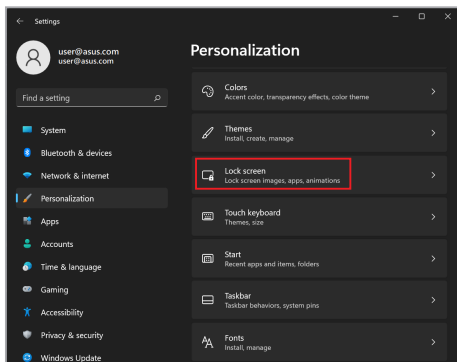 Settings
user@asus.com
user@asus.com
Find a setting
System
Bluetooth & devices
Network & internet
Personalization
Apps
Accounts
Time & language
Gaming
Accessibility
Privacy & security
Windows Update
Personalization
Colors
Accent color, transparency effects, color theme
Themes
Install, create, manage
Lock screen
Lock screen images, apps, animations
Touch keyboard
Themes, size
Start
Recent apps and items, folders
Taskbar
Taskbar behaviors, system pins
Fonts
Install, manage